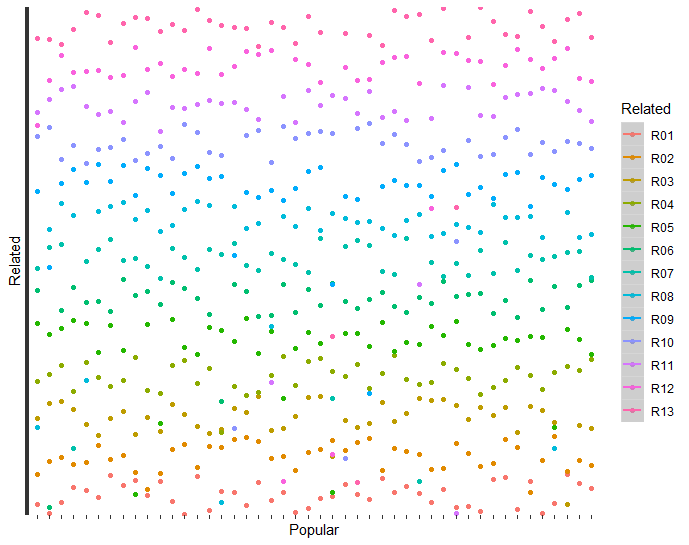 Related
Popular
Related
R01
R02
R03
R04
R05
R06
R07
R08
R09
R10
R11
R12
R13